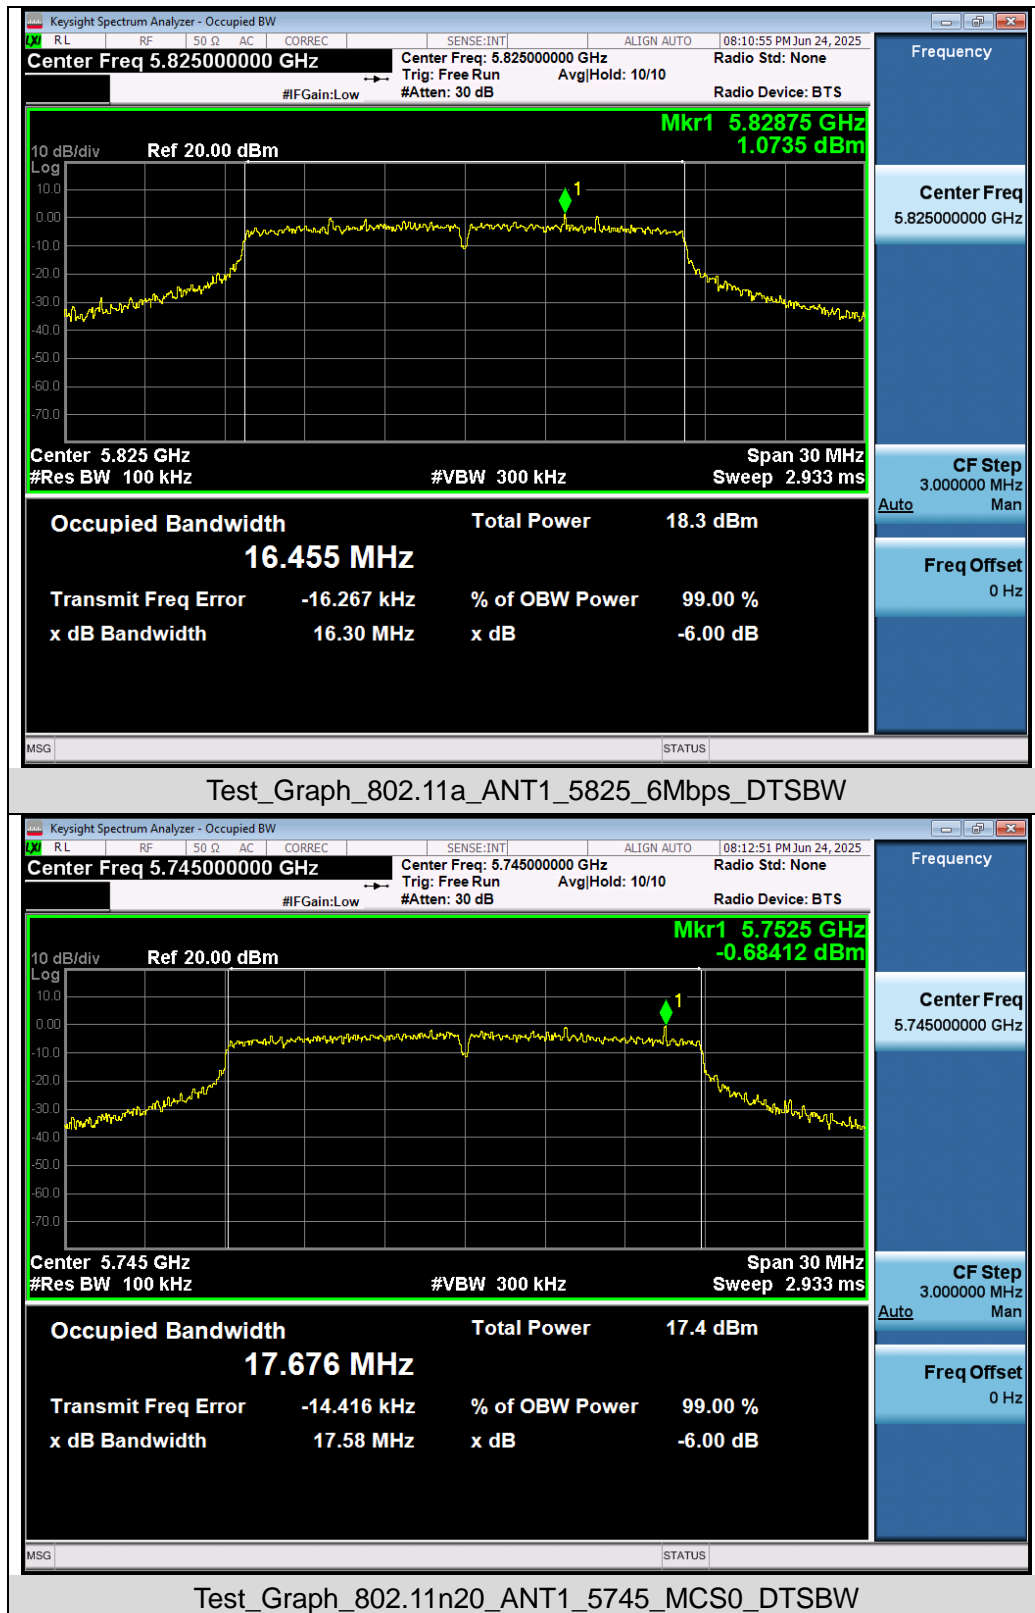 Keysight Spectrum Analyzer - Occupied BW
LXI RL RF 50 Ω AC CORREC SENSE:INT ALIGN AUTO 08:10:55 PM Jun 24, 2025
Center Freq 5.825000000 GHz
Center Freq: 5.825000000 GHz Radio Std: None
Trig: Free Run Avg|Hold: 10/10
#IFGain:Low #Atten: 30 dB Radio Device: BTS
Mkr1 5.82875 GHz
1.0735 dBm
10 dB/div Ref 20.00 dBm
Log
10.0
0.00
-10.0
-20.0
-30.0
-40.0
-50.0
-60.0
-70.0
1
Center 5.825 GHz Span 30 MHz
#Res BW 100 kHz #VBW 300 kHz Sweep 2.933 ms
Occupied Bandwidth Total Power 18.3 dBm
16.455 MHz
Transmit Freq Error -16.267 kHz % of OBW Power 99.00 %
x dB Bandwidth 16.30 MHz x dB -6.00 dB
MSG STATUS
Frequency
Center Freq
5.825000000 GHz
CF Step
3.000000 MHz
Auto Man
Freq Offset
0 Hz
Test_Graph_802.11a_ANT1_5825_6Mbps_DTSBW
Keysight Spectrum Analyzer - Occupied BW
LXI RL RF 50 Ω AC CORREC SENSE:INT ALIGN AUTO 08:12:51 PM Jun 24, 2025
Center Freq 5.745000000 GHz
Center Freq: 5.745000000 GHz Radio Std: None
Trig: Free Run Avg|Hold: 10/10
#IFGain:Low #Atten: 30 dB Radio Device: BTS
Mkr1 5.7525 GHz
-0.68412 dBm
10 dB/div Ref 20.00 dBm
Log
10.0
0.00
-10.0
-20.0
-30.0
-40.0
-50.0
-60.0
-70.0
1
Center 5.745 GHz Span 30 MHz
#Res BW 100 kHz #VBW 300 kHz Sweep 2.933 ms
Occupied Bandwidth Total Power 17.4 dBm
17.676 MHz
Transmit Freq Error -14.416 kHz % of OBW Power 99.00 %
x dB Bandwidth 17.58 MHz x dB -6.00 dB
MSG STATUS
Frequency
Center Freq
5.745000000 GHz
CF Step
3.000000 MHz
Auto Man
Freq Offset
0 Hz
Test_Graph_802.11n20_ANT1_5745_MCS0_DTSBW